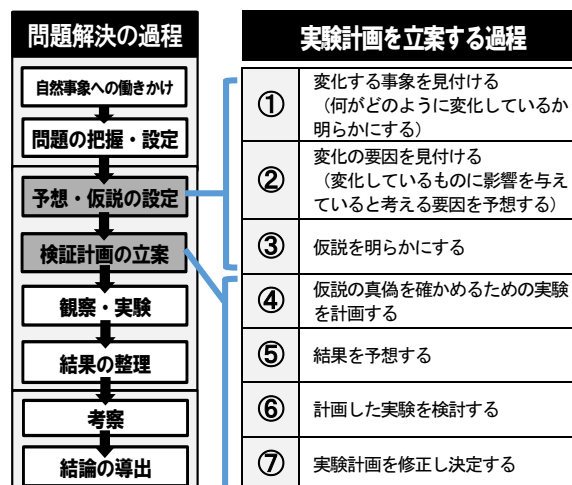 問題解決の過程
自然事象への働きかけ
問題の把握・設定
予想・仮説の設定
検証計画の立案
観察・実験
結果の整理
考察
結論の導出
実験計画を立案する過程
①
変化する事象を見付ける
（何がどのように変化しているか
明らかにする）
②
変化の要因を見付ける
（変化しているものに影響を与え
ていると考える要因を予想する）
③
仮説を明らかにする
④
仮説の真偽を確かめるための実験
を計画する
⑤
結果を予想する
⑥
計画した実験を検討する
⑦
実験計画を修正し決定する